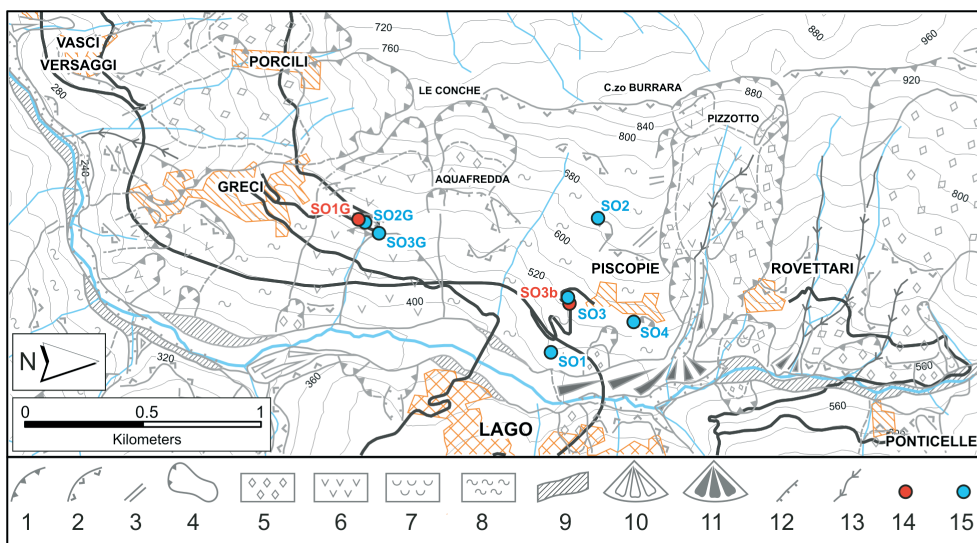 720
760
880
960
VASCI
VERSAGGI
PORCILI
LE CONCHE
C.zo BURRARA
880
920
280
PIZZOTTO
840
800
240
GRECI
AQUAFREDDA
680
800
SO1G
SO2G
SO3G
SO2
600
PISCOPIE
ROVETTARI
520
SO3b
SO3
400
SO4
SO1
N
320
360
560
560
LAGO
PONTICELLE
0 0.5 1
Kilometers
1 2 3 4 5 6 7 8 9 10 11 12 13 14 15